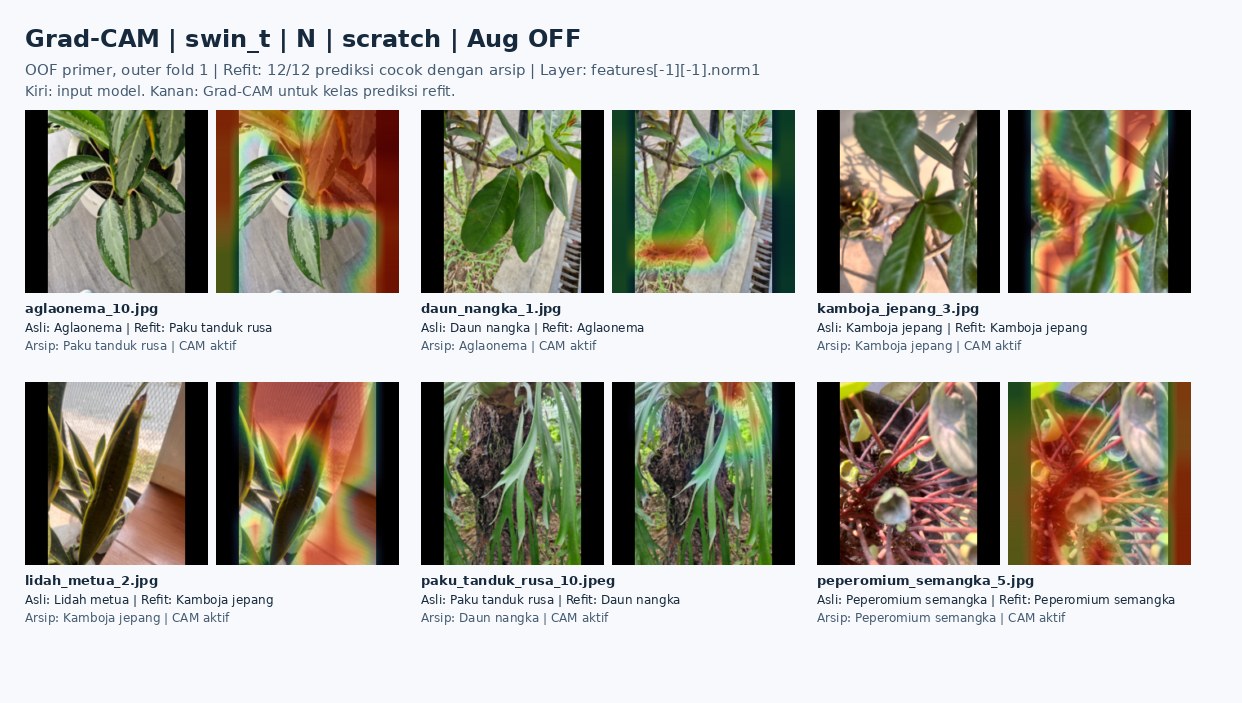 Grad-CAM | swin_t | N | scratch | Aug OFF
OOF primer, outer fold 1 | Refit: 12/12 prediksi cocok dengan arsip | Layer: features[-1][-1].norm1
Kiri: input model. Kanan: Grad-CAM untuk kelas prediksi refit.
aglaonema_10.jpg
Asli: Aglaonema | Refit: Paku tanduk rusa
Arsip: Paku tanduk rusa | CAM aktif
daun_nangka_1.jpg
Asli: Daun nangka | Refit: Aglaonema
Arsip: Aglaonema | CAM aktif
kamboja_jepang_3.jpg
Asli: Kamboja jepang | Refit: Kamboja jepang
Arsip: Kamboja jepang | CAM aktif
lidah_metua_2.jpg
Asli: Lidah metua | Refit: Kamboja jepang
Arsip: Kamboja jepang | CAM aktif
paku_tanduk_rusa_10.jpeg
Asli: Paku tanduk rusa | Refit: Daun nangka
Arsip: Daun nangka | CAM aktif
peperomium_semangka_5.jpg
Asli: Peperomium semangka | Refit: Peperomium semangka
Arsip: Peperomium semangka | CAM aktif